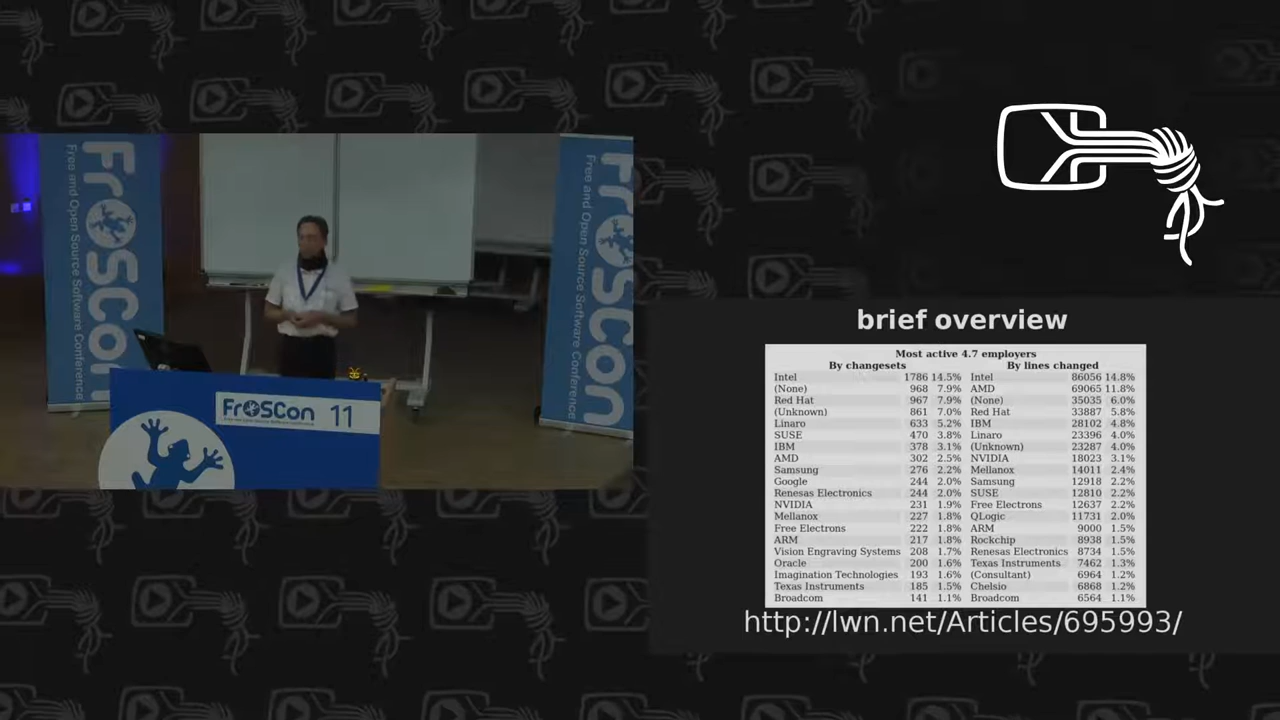 FrOSCon
Free and Open Source Software Conference
FrOSCon
Free and Open Source Software Conference
FrOSCon 11
brief overview
Most active 4.7 employers
By changesets By lines changed
Intel 1786 14.5% Intel 86056 14.8%
(None) 968 7.9% AMD 69065 11.8%
Red Hat 967 7.9% (None) 35035 6.0%
(Unknown) 861 7.0% Red Hat 33887 5.8%
Linaro 633 5.2% IBM 28102 4.8%
SUSE 470 3.8% Linaro 23396 4.0%
IBM 378 3.1% (Unknown) 23287 4.0%
AMD 302 2.5% NVIDIA 18023 3.1%
Samsung 276 2.2% Mellanox 14011 2.4%
Google 244 2.0% Samsung 12918 2.2%
Renesas Electronics 244 2.0% SUSE 12810 2.2%
NVIDIA 231 1.9% Free Electrons 12637 2.2%
Mellanox 227 1.8% QLogic 11731 2.0%
Free Electrons 222 1.8% ARM 9000 1.5%
ARM 217 1.8% Rockchip 8938 1.5%
Vision Engraving Systems 208 1.7% Renesas Electronics 8734 1.5%
Oracle 200 1.6% Texas Instruments 7462 1.3%
Imagination Technologies 193 1.6% (Consultant) 6964 1.2%
Texas Instruments 185 1.5% Chelsio 6868 1.2%
Broadcom 141 1.1% Broadcom 6564 1.1%
http://lwn.net/Articles/695993/